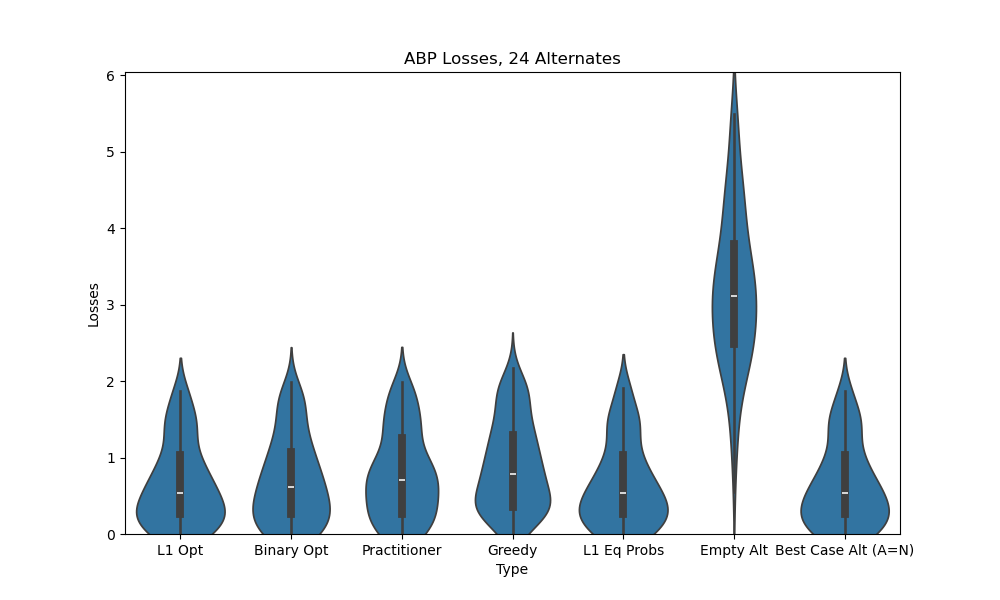 ABP Losses, 24 Alternates
6
5
4
3
2
1
0
Losses
L1 Opt Binary Opt Practitioner Greedy L1 Eq Probs Empty Alt Best Case Alt (A=N)
Type